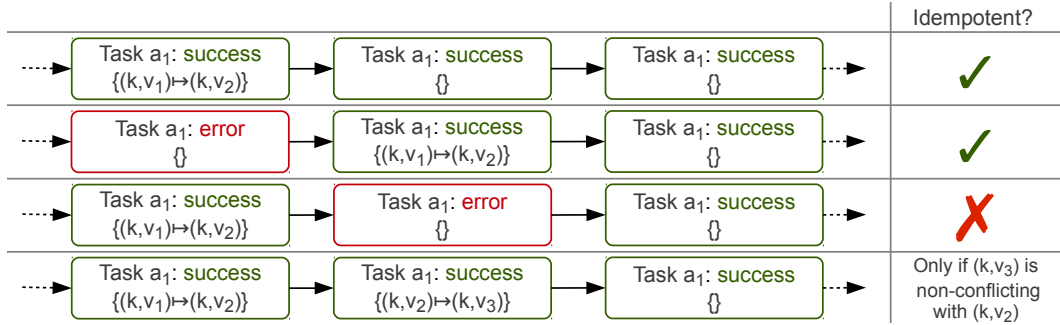 Idempotent?
Task a₁: success
{(k,v₁)↦(k,v₂)}
Task a₁: success
{}
Task a₁: success
{}
✓
Task a₁: error
{}
Task a₁: success
{(k,v₁)↦(k,v₂)}
Task a₁: success
{}
✓
Task a₁: success
{(k,v₁)↦(k,v₂)}
Task a₁: error
{}
Task a₁: success
{}
✗
Task a₁: success
{(k,v₁)↦(k,v₂)}
Task a₁: success
{(k,v₂)↦(k,v₃)}
Task a₁: success
{}
Only if (k,v₃) is
non-conflicting
with (k,v₂)